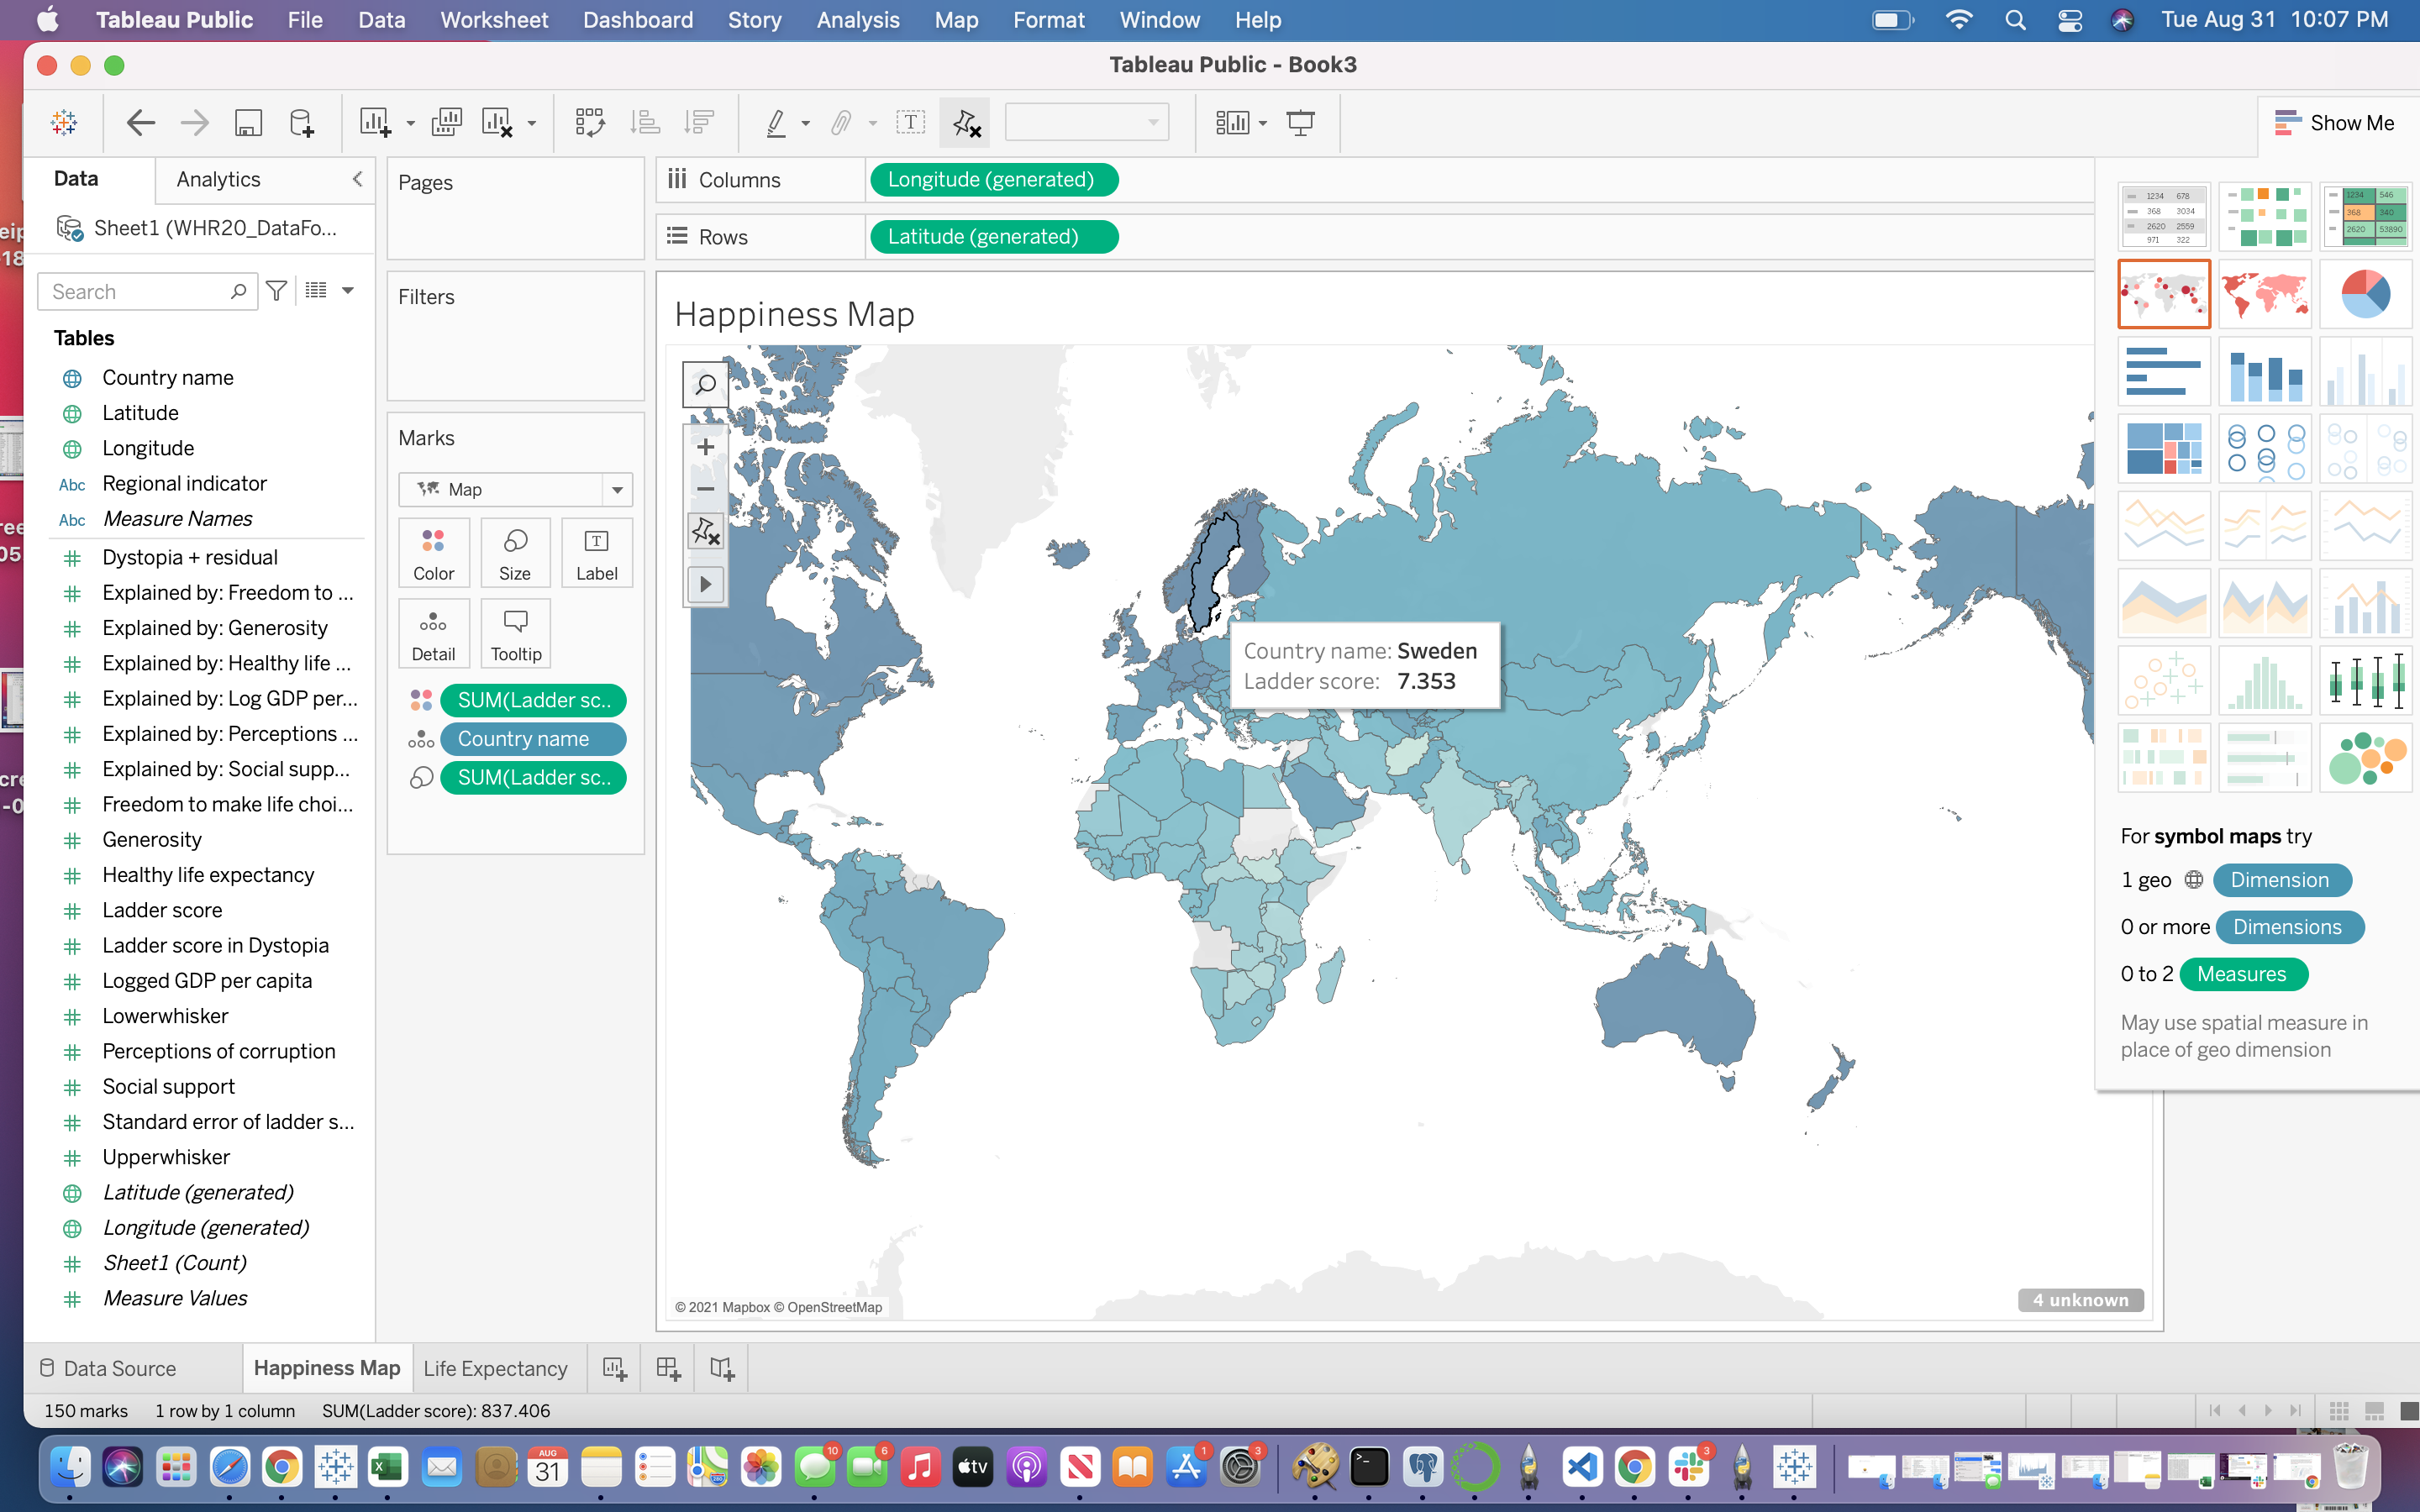 Tableau Public File Data Worksheet Dashboard Story Analysis Map Format Window Help Tue Aug 31 10:07 PM
Tableau Public - Book3
Show Me
Data Analytics
Sheet1 (WHR20_DataFo...
Search
Tables
Country name
Latitude
Longitude
Abc Regional indicator
Abc Measure Names
Dystopia + residual
Explained by: Freedom to ...
Explained by: Generosity
Explained by: Healthy life ...
Explained by: Log GDP per...
Explained by: Perceptions ...
Explained by: Social supp...
Freedom to make life choi...
Generosity
Healthy life expectancy
Ladder score
Ladder score in Dystopia
Logged GDP per capita
Lowerwhisker
Perceptions of corruption
Social support
Standard error of ladder s...
Upperwhisker
Latitude (generated)
Longitude (generated)
Sheet1 (Count)
Measure Values
Pages
Filters
Marks
Map
Color Size Label
Detail Tooltip
SUM(Ladder sc..
Country name
SUM(Ladder sc..
Columns Longitude (generated)
Rows Latitude (generated)
Happiness Map
Country name: Sweden
Ladder score: 7.353
© 2021 Mapbox © OpenStreetMap
4 unknown
1234 678
368 3034
2620 2559
971 322
1234 546
368 340
2620 53890
For symbol maps try
1 geo Dimension
0 or more Dimensions
0 to 2 Measures
May use spatial measure in
place of geo dimension
Data Source Happiness Map Life Expectancy
150 marks 1 row by 1 column SUM(Ladder score): 837.406
AUG
31
10
6
tv
1
3
3